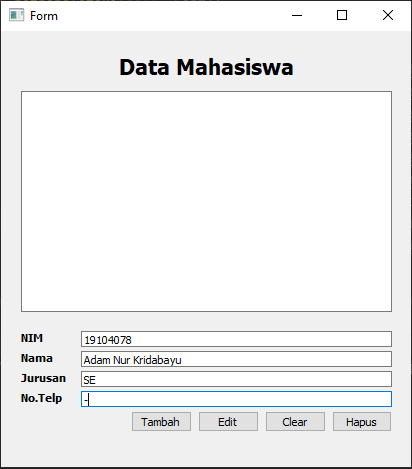 Form
Data Mahasiswa
NIM 19104078
Nama Adam Nur Kridabayu
Jurusan SE
No.Telp -
Tambah Edit Clear Hapus